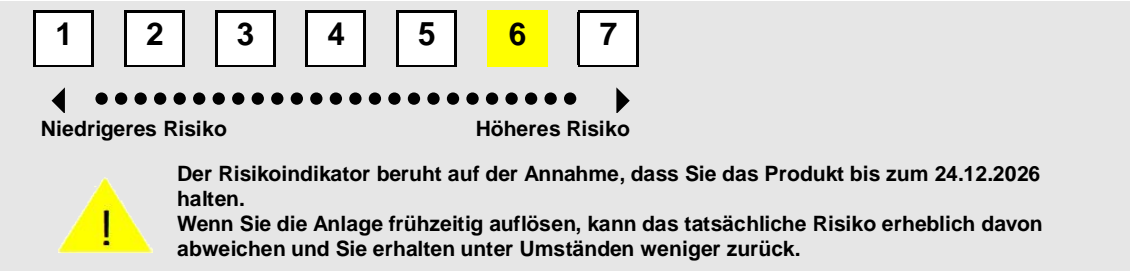 1 2 3 4 5 6 7
Niedrigeres Risiko Höheres Risiko
Der Risikoindikator beruht auf der Annahme, dass Sie das Produkt bis zum 24.12.2026
halten.
Wenn Sie die Anlage frühzeitig auflösen, kann das tatsächliche Risiko erheblich davon
abweichen und Sie erhalten unter Umständen weniger zurück.
!